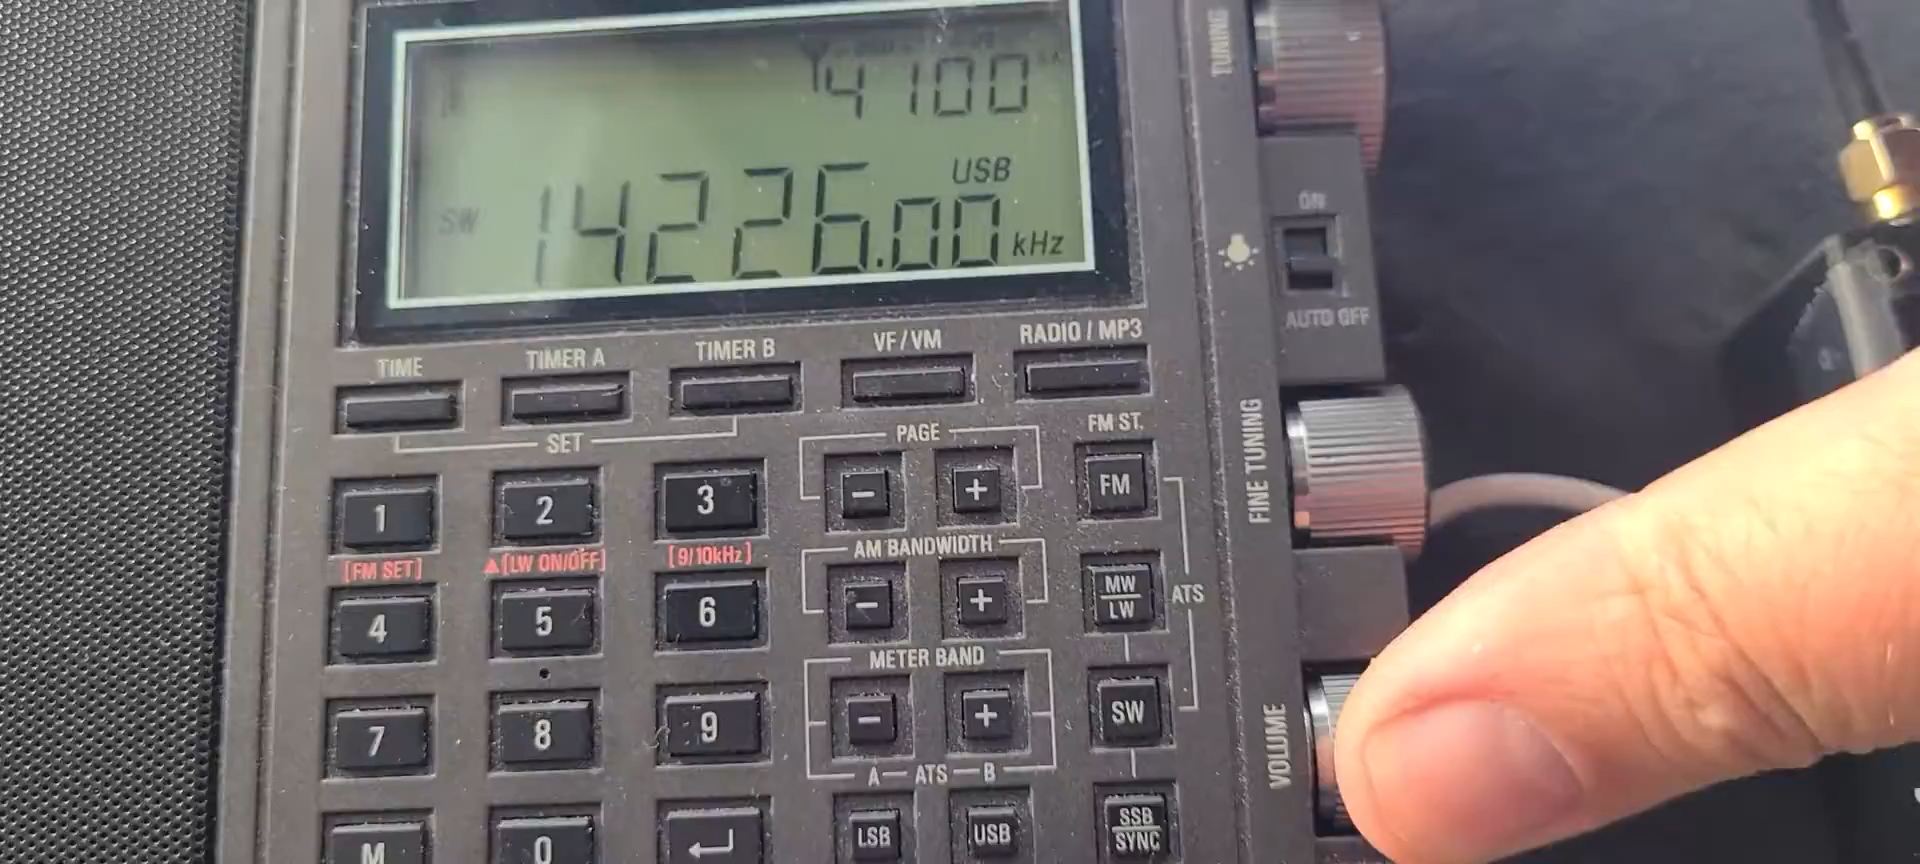 4100
USB
SW 14226.00 kHz
TUNING
ON
AUTO OFF
TIME TIMER A TIMER B VF/VM RADIO / MP3
SET
PAGE
FM ST.
FINE TUNING
1 2 3 − + FM
[FM SET] ▲[LW ON/OFF] [9/10kHz]
AM BANDWIDTH
4 5 6 − + MW
LW
ATS
METER BAND
7 8 9 − + SW
VOLUME
A ATS B
M 0 ↵ LSB USB SSB
SYNC